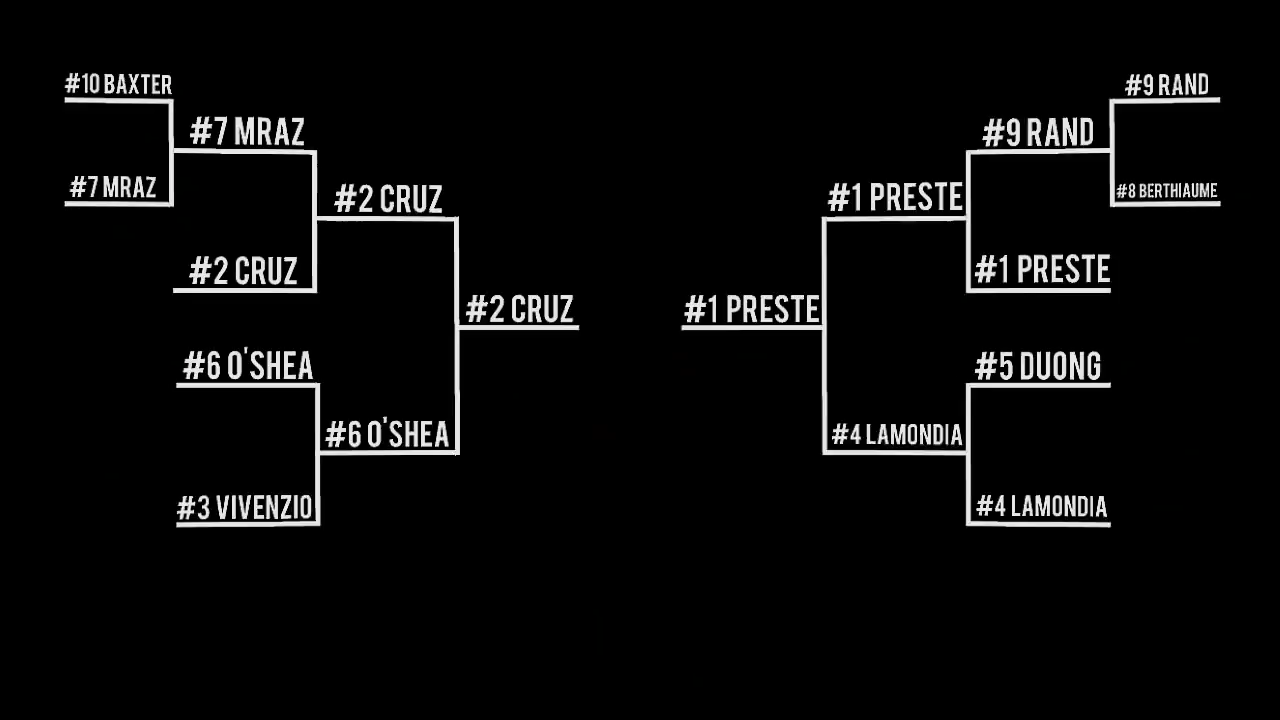 #10 BAXTER
#9 RAND
#7 MRAZ
#9 RAND
#7 MRAZ
#8 BERTHIAUME
#2 CRUZ
#1 PRESTE
#2 CRUZ
#1 PRESTE
#2 CRUZ
#1 PRESTE
#6 O'SHEA
#5 DUONG
#6 O'SHEA
#4 LAMONDIA
#3 VIVENZIO
#4 LAMONDIA